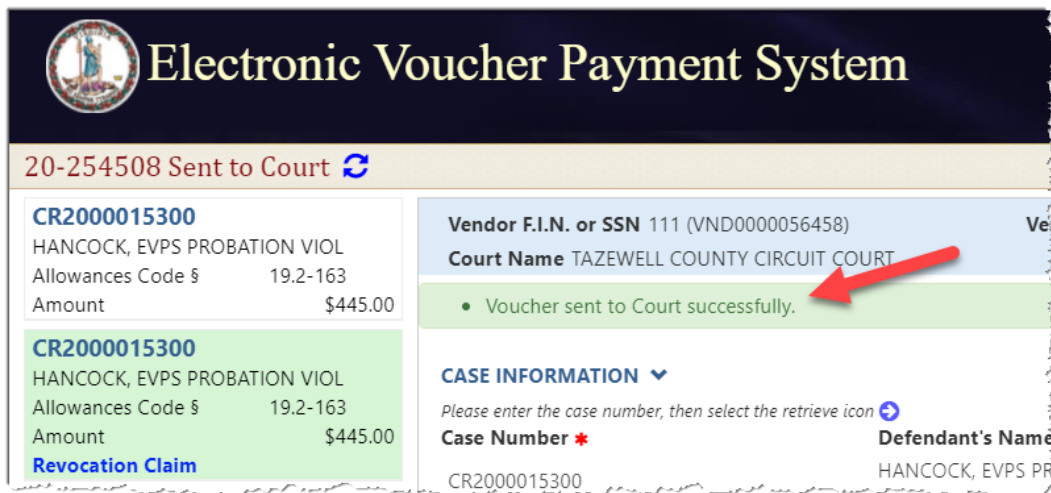 Electronic Voucher Payment System
20-254508 Sent to Court
CR2000015300
HANCOCK, EVPS PROBATION VIOL
Allowances Code § 19.2-163
Amount $445.00
CR2000015300
HANCOCK, EVPS PROBATION VIOL
Allowances Code § 19.2-163
Amount $445.00
Revocation Claim
Vendor F.I.N. or SSN 111 (VND0000056458)
Court Name TAZEWELL COUNTY CIRCUIT COURT
• Voucher sent to Court successfully.
CASE INFORMATION
Please enter the case number, then select the retrieve icon
Case Number * Defendant's Name
CR2000015300 HANCOCK, EVPS PR